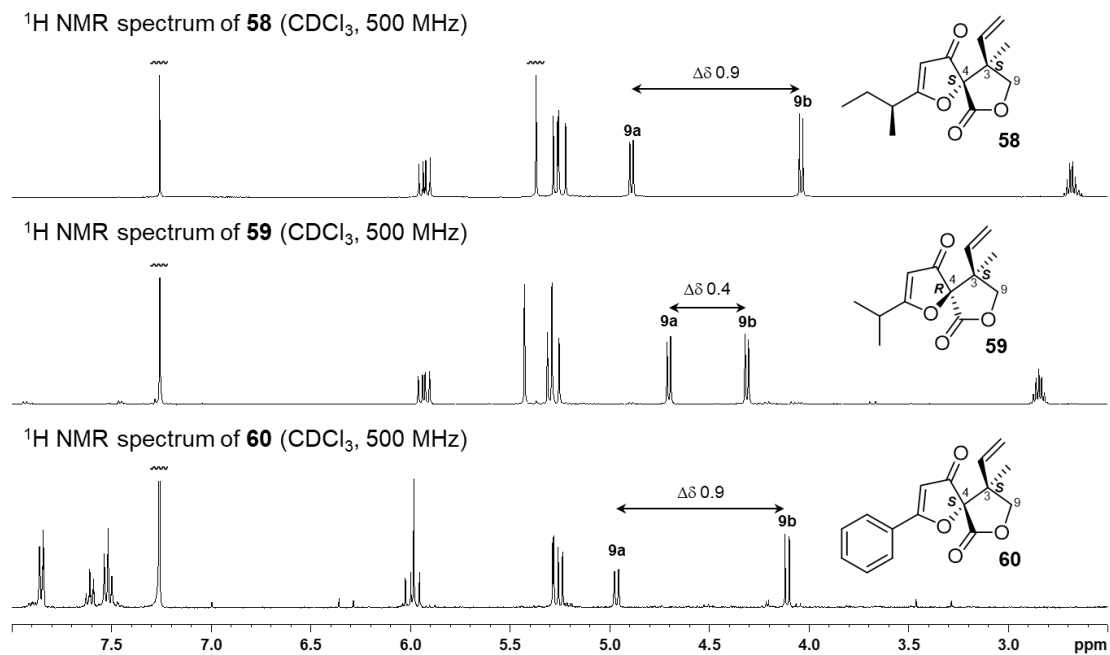 ¹H NMR spectrum of 58 (CDCl₃, 500 MHz)
Δδ 0.9
9a
9b
O
4
S
3
S
9
O
O
O
58
¹H NMR spectrum of 59 (CDCl₃, 500 MHz)
Δδ 0.4
9a
9b
O
4
R
3
S
9
O
O
O
59
¹H NMR spectrum of 60 (CDCl₃, 500 MHz)
Δδ 0.9
9a
9b
O
4
S
3
S
9
O
O
O
60
7.5 7.0 6.5 6.0 5.5 5.0 4.5 4.0 3.5 3.0 ppm